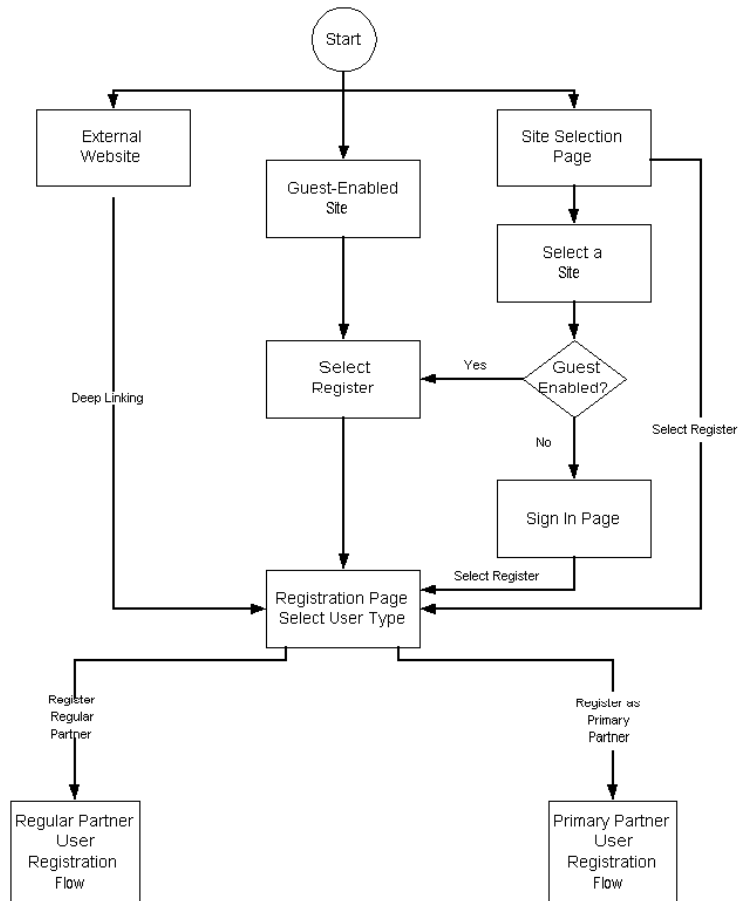 Start
External
Website
Site Selection
Page
Guest-Enabled
Site
Select a
Site
Select
Register
Yes
Guest
Enabled?
Deep Linking
Select Register
No
Sign In Page
Select Register
Registration Page
Select User Type
Register
Regular
Partner
Register as
Primary
Partner
Regular Partner
User
Registration
Flow
Primary Partner
User
Registration
Flow